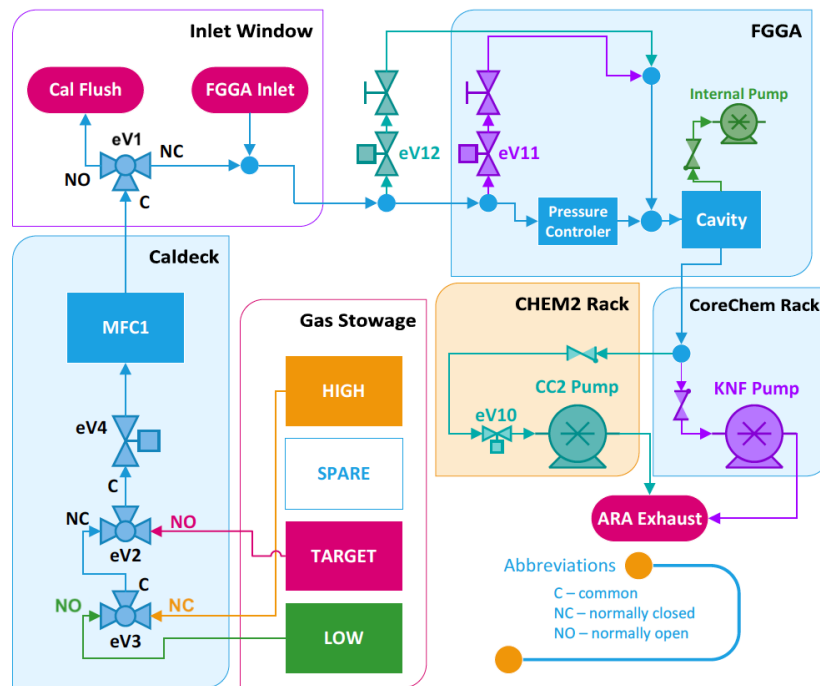 Inlet Window
FGGA
Cal Flush
FGGA Inlet
Internal Pump
eV1
NC
eV12
eV11
NO
C
Pressure
Controler
Cavity
Caldeck
MFC1
Gas Stowage
CHEM2 Rack
CoreChem Rack
HIGH
CC2 Pump
KNF Pump
eV10
eV4
SPARE
C
NC
NO
eV2
TARGET
ARA Exhaust
C
NO
NC
eV3
LOW
Abbreviations
C – common
NC – normally closed
NO – normally open